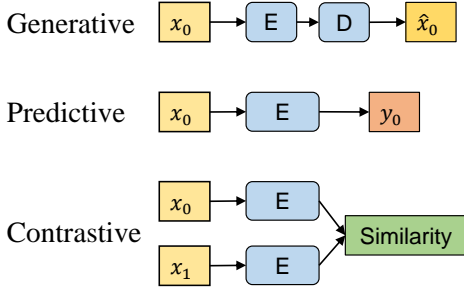 Generative x₀ E D x̂₀
Predictive x₀ E y₀
x₀ E
Contrastive Similarity
x₁ E